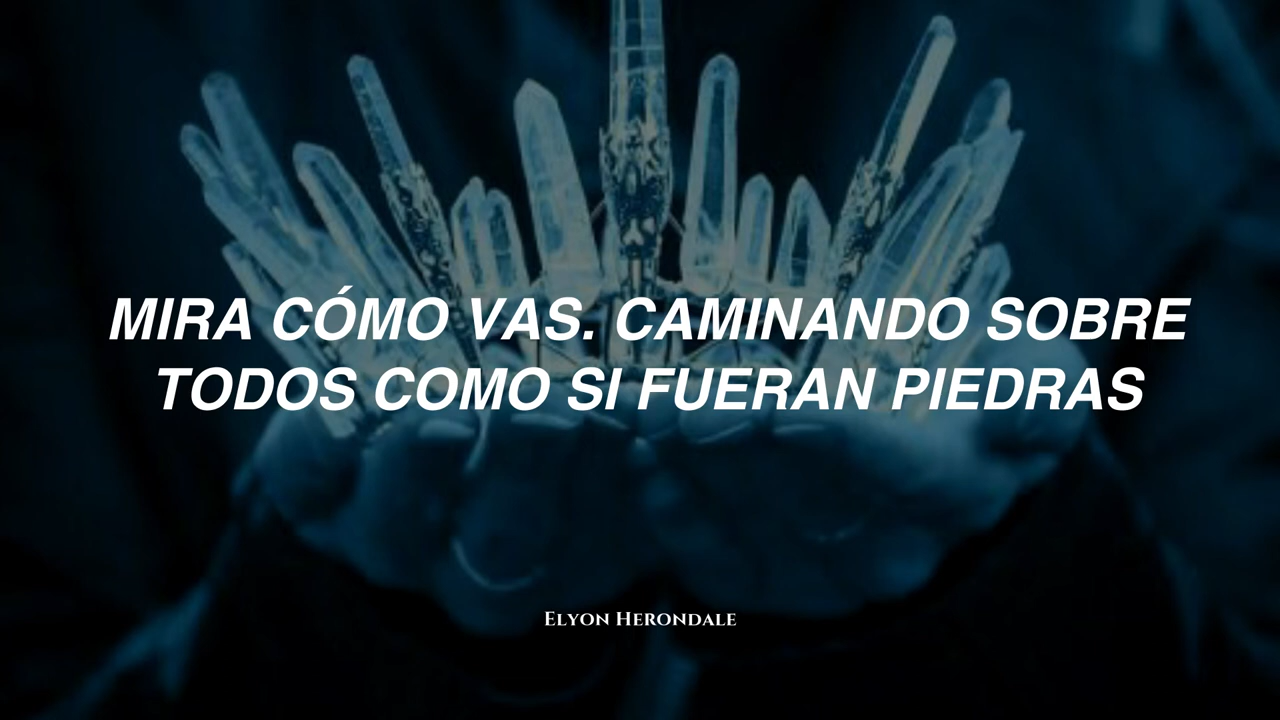 MIRA CÓMO VAS. CAMINANDO SOBRE
TODOS COMO SI FUERAN PIEDRAS
Elyon Herondale